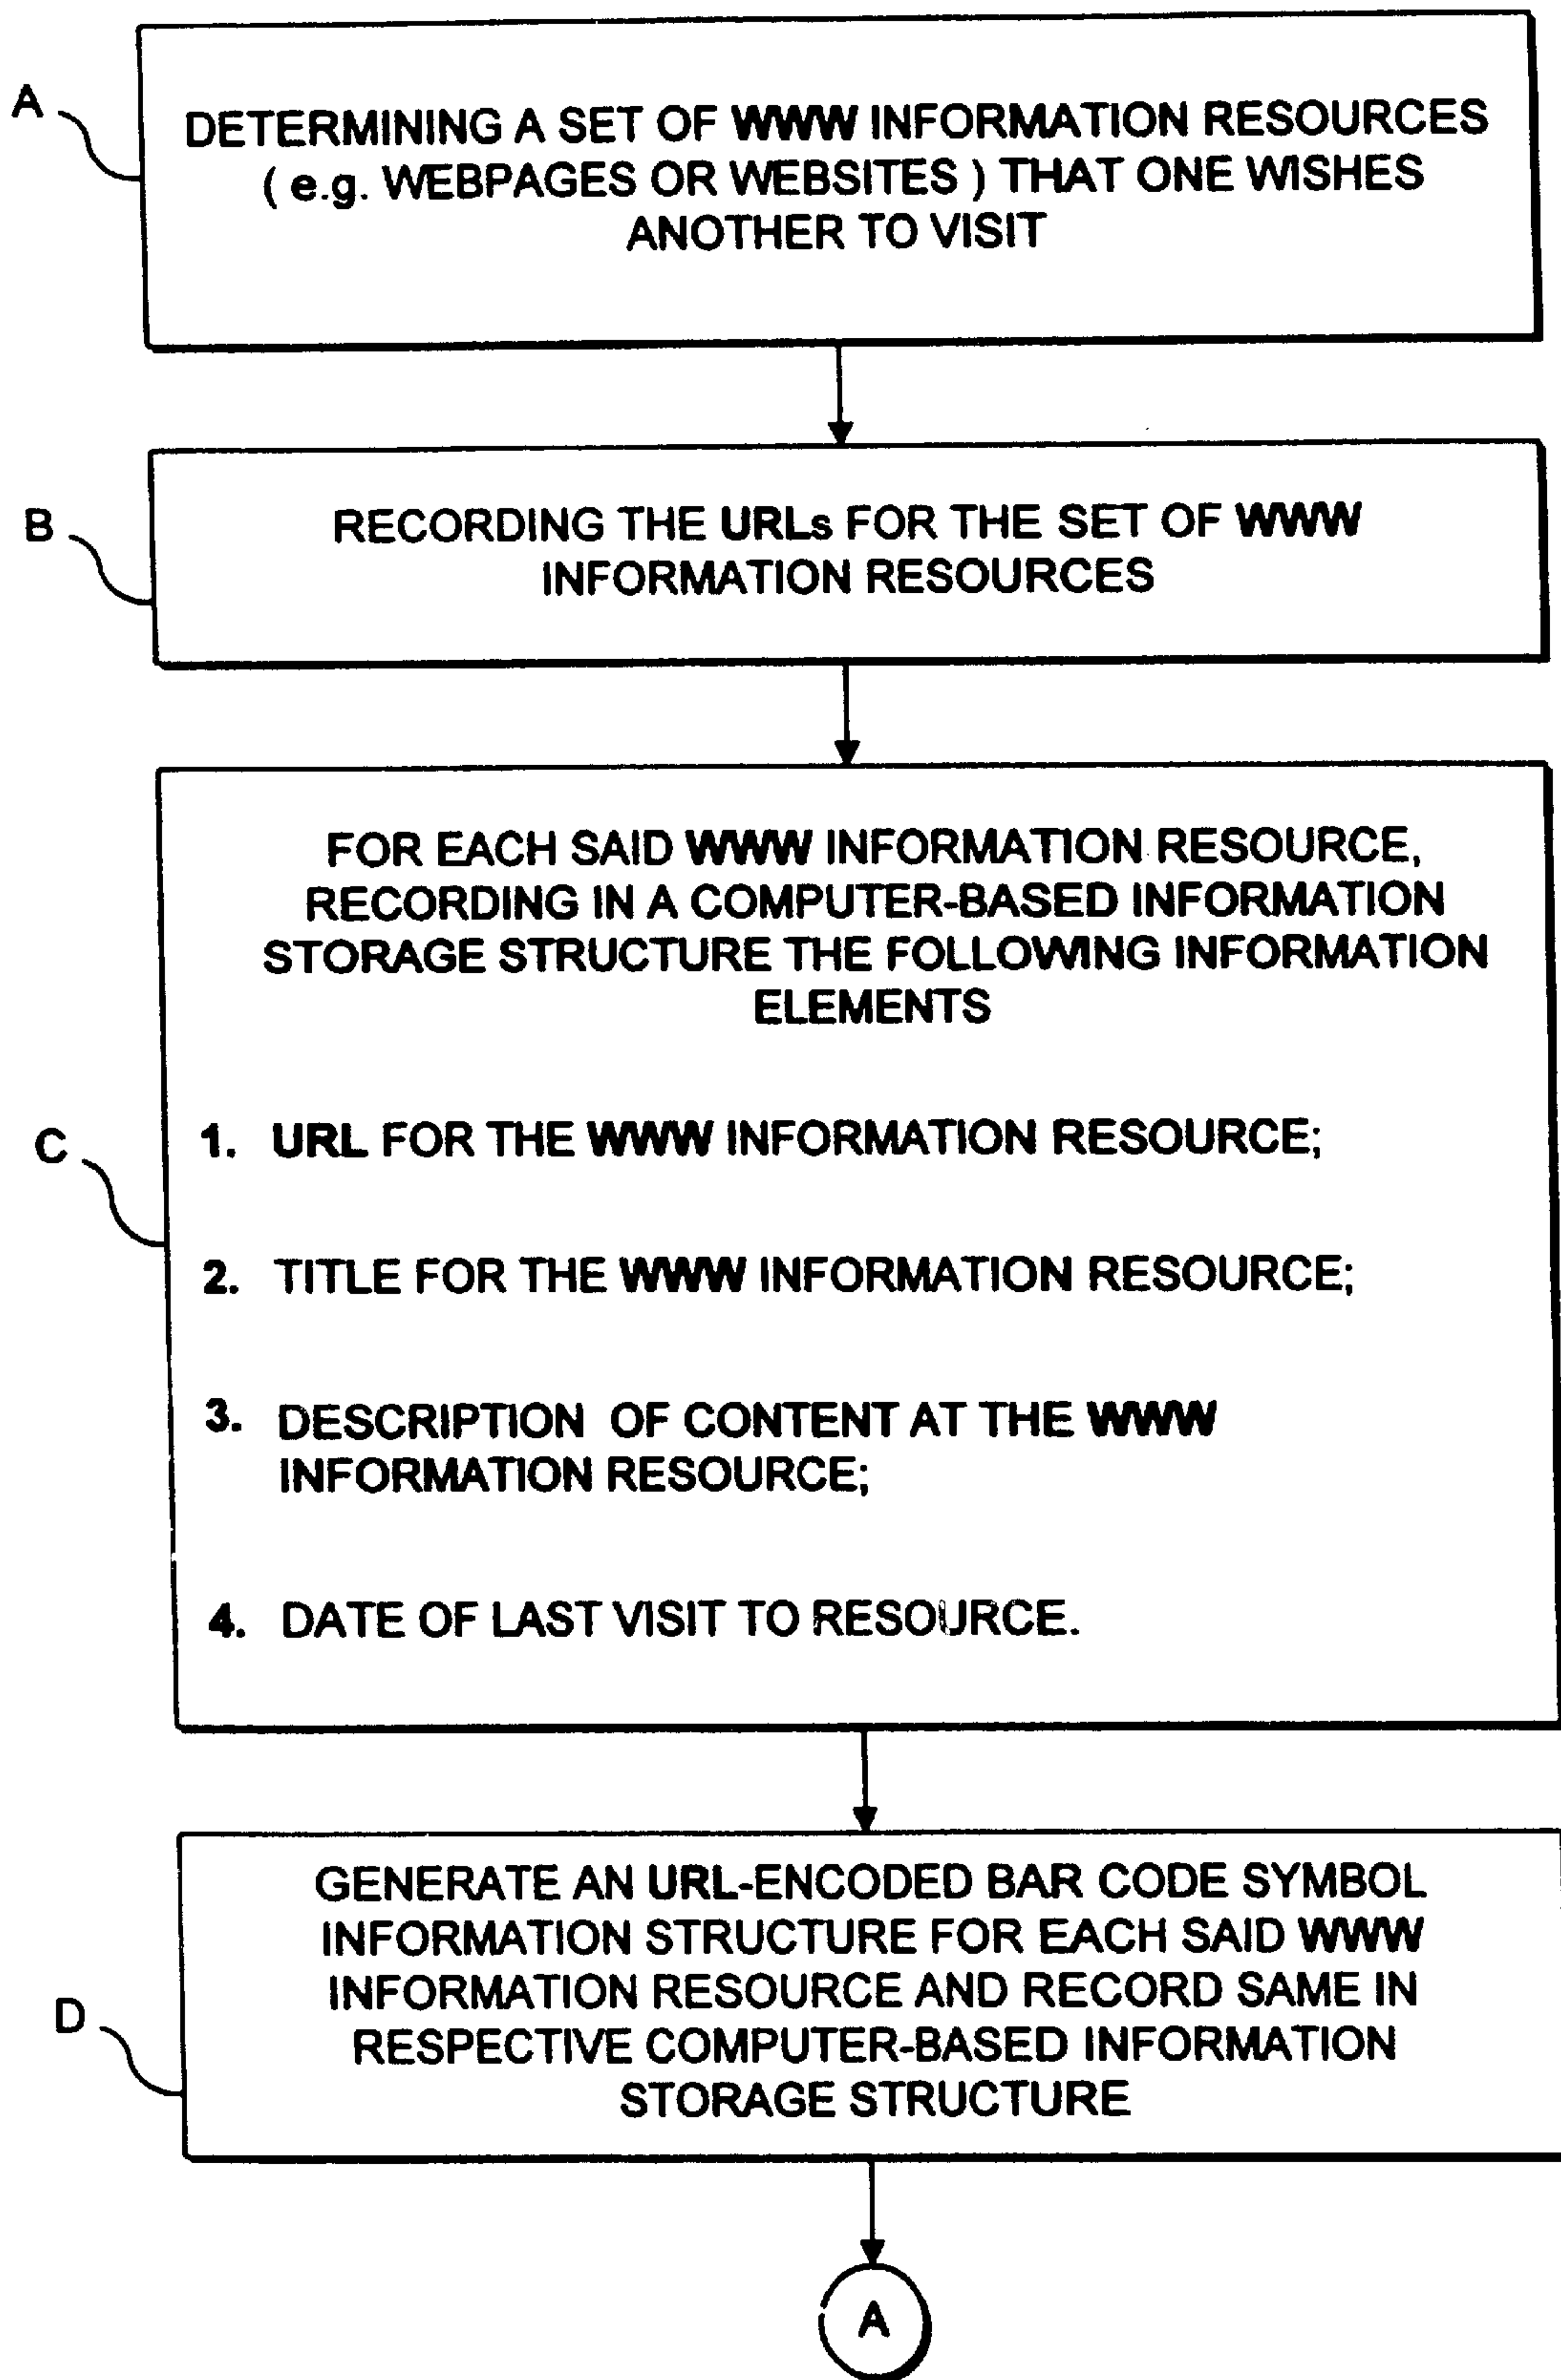 A
DETERMINING A SET OF WWW INFORMATION RESOURCES
( e.g. WEBPAGES OR WEBSITES ) THAT ONE WISHES
ANOTHER TO VISIT
B
RECORDING THE URLs FOR THE SET OF WWW
INFORMATION RESOURCES
FOR EACH SAID WWW INFORMATION RESOURCE,
RECORDING IN A COMPUTER-BASED INFORMATION
STORAGE STRUCTURE THE FOLLOWING INFORMATION
ELEMENTS
C
1. URL FOR THE WWW INFORMATION RESOURCE;
2. TITLE FOR THE WWW INFORMATION RESOURCE;
3. DESCRIPTION OF CONTENT AT THE WWW
INFORMATION RESOURCE;
4. DATE OF LAST VISIT TO RESOURCE.
D
GENERATE AN URL-ENCODED BAR CODE SYMBOL
INFORMATION STRUCTURE FOR EACH SAID WWW
INFORMATION RESOURCE AND RECORD SAME IN
RESPECTIVE COMPUTER-BASED INFORMATION
STORAGE STRUCTURE
A